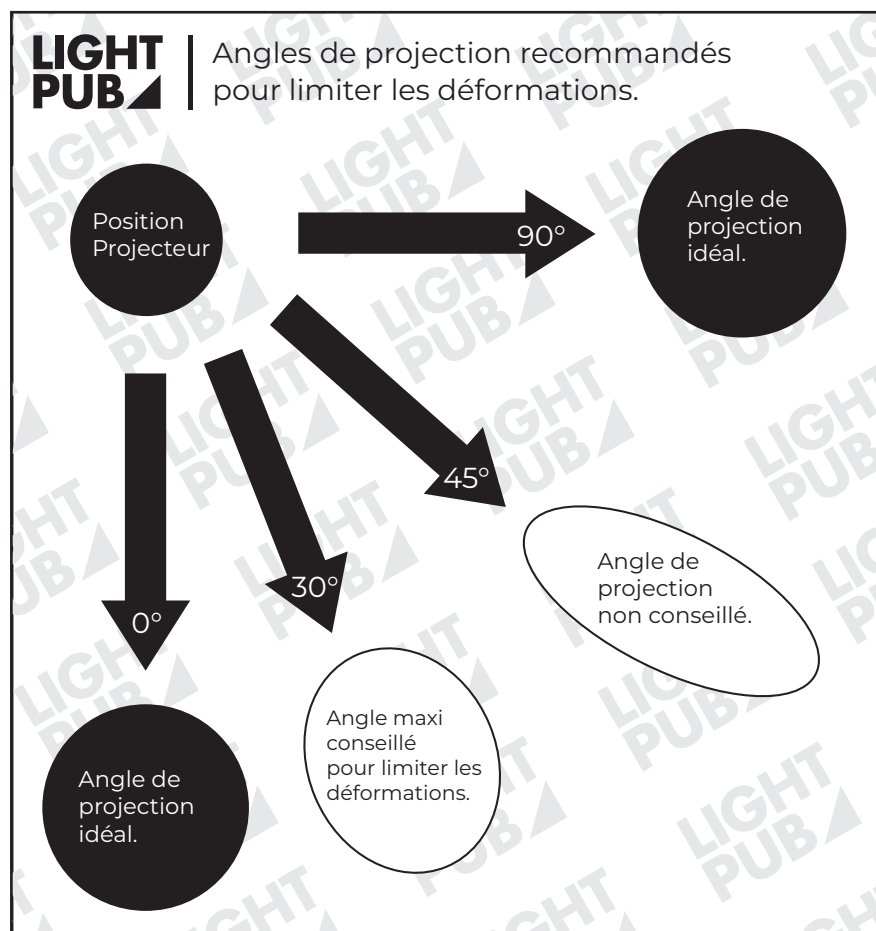 LIGHT
PUB
Angles de projection recommandés
pour limiter les déformations.
Position
Projecteur
90°
Angle de
projection
idéal.
45°
Angle de
projection
non conseillé.
30°
Angle maxi
conseillé
pour limiter les
déformations.
0°
Angle de
projection
idéal.